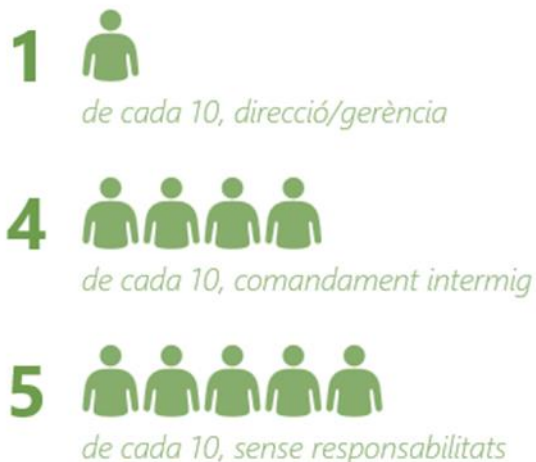 1
de cada 10, direcció/gerència
4
de cada 10, comandament intermig
5
de cada 10, sense responsabilitats